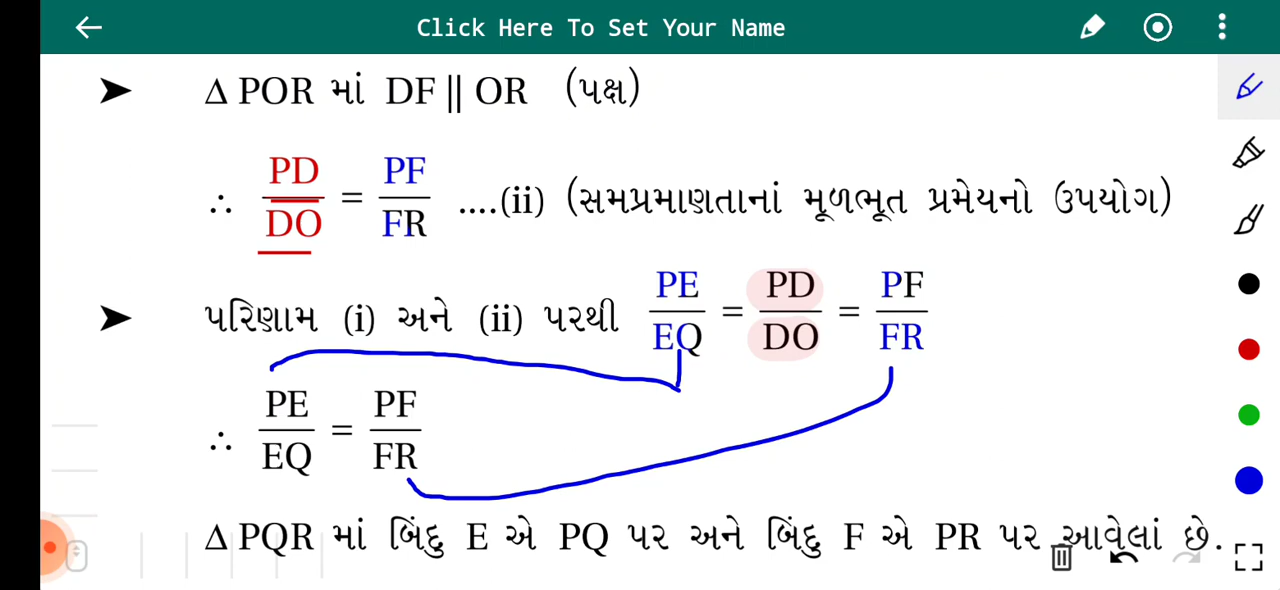 Click Here To Set Your Name
➤ Δ POR માં DF || OR (પક્ષ)
∴ PD/DO = PF/FR ....(ii) (સમપ્રમાણતાનાં મૂળભૂત પ્રમેયનો ઉપયોગ)
➤ પરિણામ (i) અને (ii) પરથી PE/EQ = PD/DO = PF/FR
∴ PE/EQ = PF/FR
Δ PQR માં બિંદુ E એ PQ પર અને બિંદુ F એ PR પર આવેલાં છે.